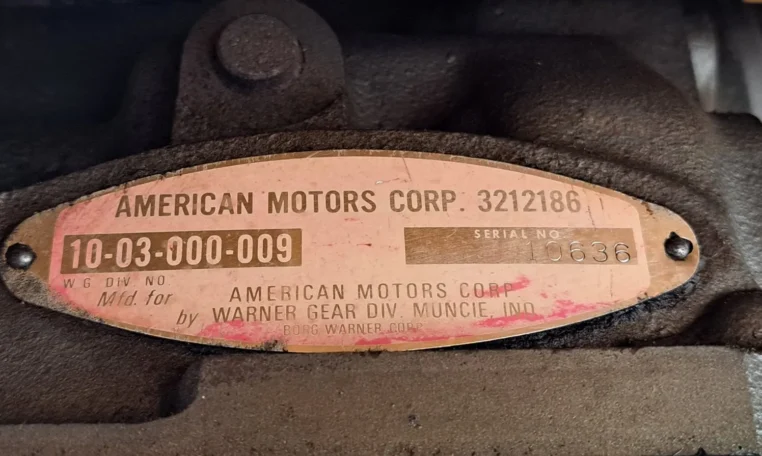 AMERICAN MOTORS CORP. 3212186
10-03-000-009
SERIAL NO.
10636
W G DIV NO
Mfd. for AMERICAN MOTORS CORP
by WARNER GEAR DIV. MUNCIE, IND
BORG WARNER CORP